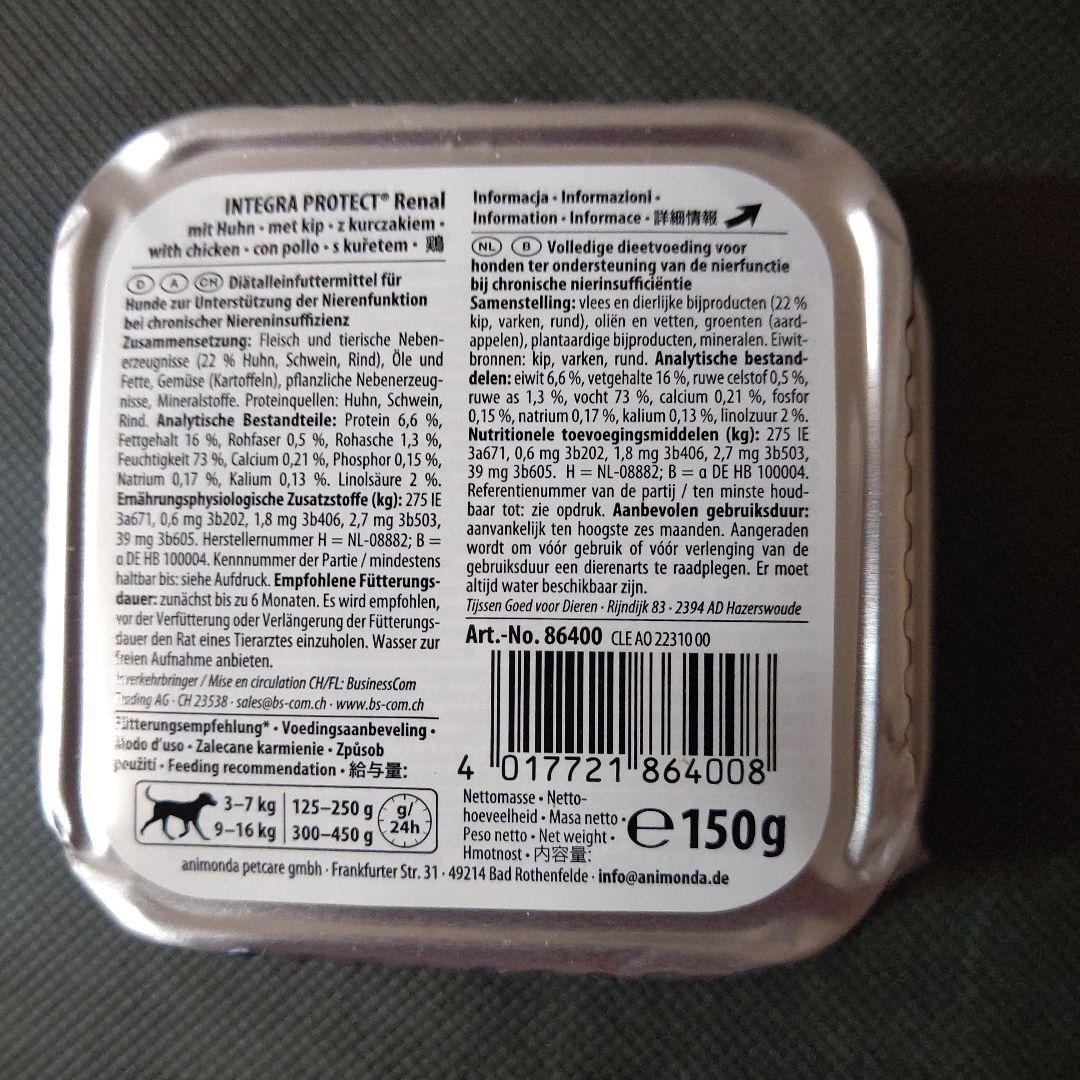 INTEGRA PROTECT® Renal
mit Huhn • met kip • z kurczakiem •
with chicken • con pollo • s kuřetem • 鶏
D A CH Diätalleinfuttermittel für
Hunde zur Unterstützung der Nierenfunktion
bei chronischer Niereninsuffizienz
Zusammensetzung: Fleisch und tierische Neben-
erzeugnisse (22 % Huhn, Schwein, Rind), Öle und
Fette, Gemüse (Kartoffeln), pflanzliche Nebenerzeug-
nisse, Mineralstoffe. Proteinquellen: Huhn, Schwein,
Rind. Analytische Bestandteile: Protein 6,6 %,
Fettgehalt 16 %, Rohfaser 0,5 %, Rohasche 1,3 %,
Feuchtigkeit 73 %, Calcium 0,21 %, Phosphor 0,15 %,
Natrium 0,17 %, Kalium 0,13 %. Linolsäure 2 %.
Ernährungsphysiologische Zusatzstoffe (kg): 275 IE
3a671, 0,6 mg 3b202, 1,8 mg 3b406, 2,7 mg 3b503,
39 mg 3b605. Herstellernummer H = NL-08882; B =
α DE HB 100004. Kennnummer der Partie / mindestens
haltbar bis: siehe Aufdruck. Empfohlene Fütterungs-
dauer: zunächst bis zu 6 Monaten. Es wird empfohlen,
vor der Verfütterung oder Verlängerung der Fütterungs-
dauer den Rat eines Tierarztes einzuholen. Wasser zur
freien Aufnahme anbieten.
Inverkehrbringer / Mise en circulation CH/FL: BusinessCom
Trading AG · CH 23538 · sales@bs-com.ch · www.bs-com.ch
Fütterungsempfehlung* • Voedingsaanbeveling •
Modo d'uso • Zalecane karmienie • Způsob
použití • Feeding recommendation • 給与量:
3–7 kg 125–250 g
9–16 kg 300–450 g
g/
24h
Informacja • Informazioni •
Information • Informace • 詳細情報
NL B Volledige dieetvoeding voor
honden ter ondersteuning van de nierfunctie
bij chronische nierinsufficiëntie
Samenstelling: vlees en dierlijke bijproducten (22 %
kip, varken, rund), oliën en vetten, groenten (aard-
appelen), plantaardige bijproducten, mineralen. Eiwit-
bronnen: kip, varken, rund. Analytische bestand-
delen: eiwit 6,6 %, vetgehalte 16 %, ruwe celstof 0,5 %,
ruwe as 1,3 %, vocht 73 %, calcium 0,21 %, fosfor
0,15 %, natrium 0,17 %, kalium 0,13 %, linolzuur 2 %.
Nutritionele toevoegingsmiddelen (kg): 275 IE
3a671, 0,6 mg 3b202, 1,8 mg 3b406, 2,7 mg 3b503,
39 mg 3b605. H = NL-08882; B = α DE HB 100004.
Referentienummer van de partij / ten minste houd-
baar tot: zie opdruk. Aanbevolen gebruiksduur:
aanvankelijk ten hoogste zes maanden. Aangeraden
wordt om vóór gebruik of vóór verlenging van de
gebruiksduur een dierenarts te raadplegen. Er moet
altijd water beschikbaar zijn.
Tijssen Goed voor Dieren · Rijndijk 83 · 2394 AD Hazerswoude
Art.-No. 86400 CLE AO 22310 00
4 017721 864008
Nettomasse • Netto-
hoeveelheid • Masa netto •
Peso netto • Net weight •
Hmotnost • 内容量:
℮ 150g
animonda petcare gmbh · Frankfurter Str. 31 · 49214 Bad Rothenfelde · info@animonda.de